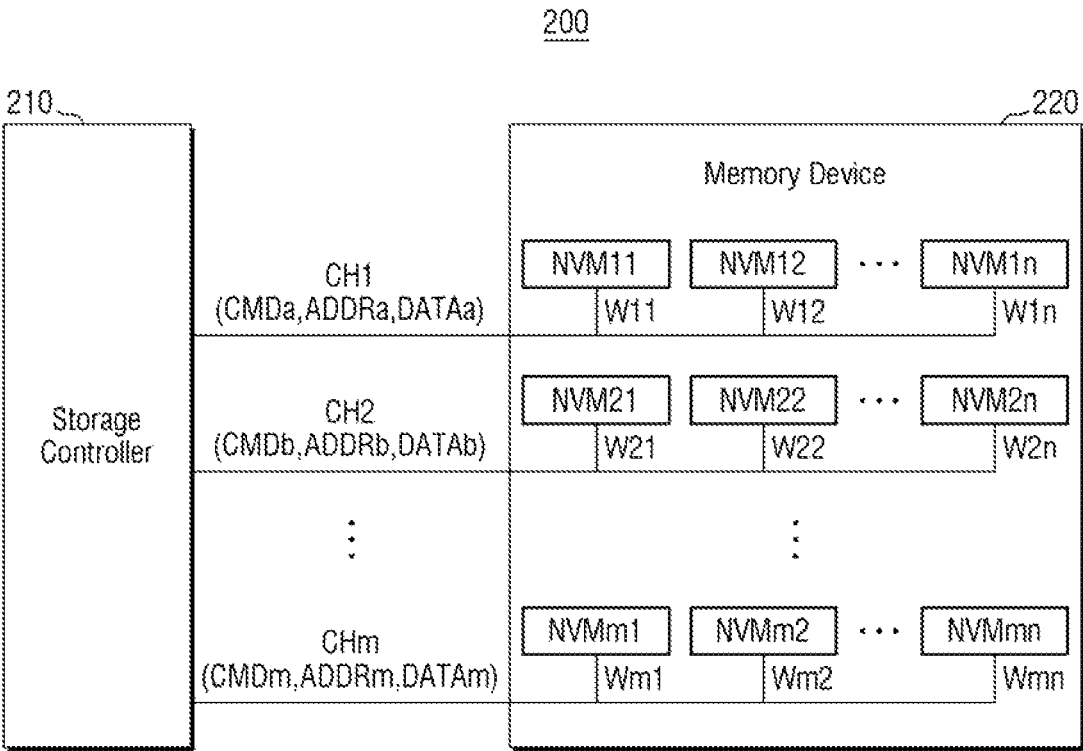 200
210
220
Memory Device
NVM11 NVM12 ··· NVM1n
CH1
(CMDa,ADDRa,DATAa)
W11 W12 W1n
NVM21 NVM22 ··· NVM2n
CH2
(CMDb,ADDRb,DATAb)
W21 W22 W2n
Storage
Controller
NVMm1 NVMm2 ··· NVMmn
CHm
(CMDm,ADDRm,DATAm)
Wm1 Wm2 Wmn